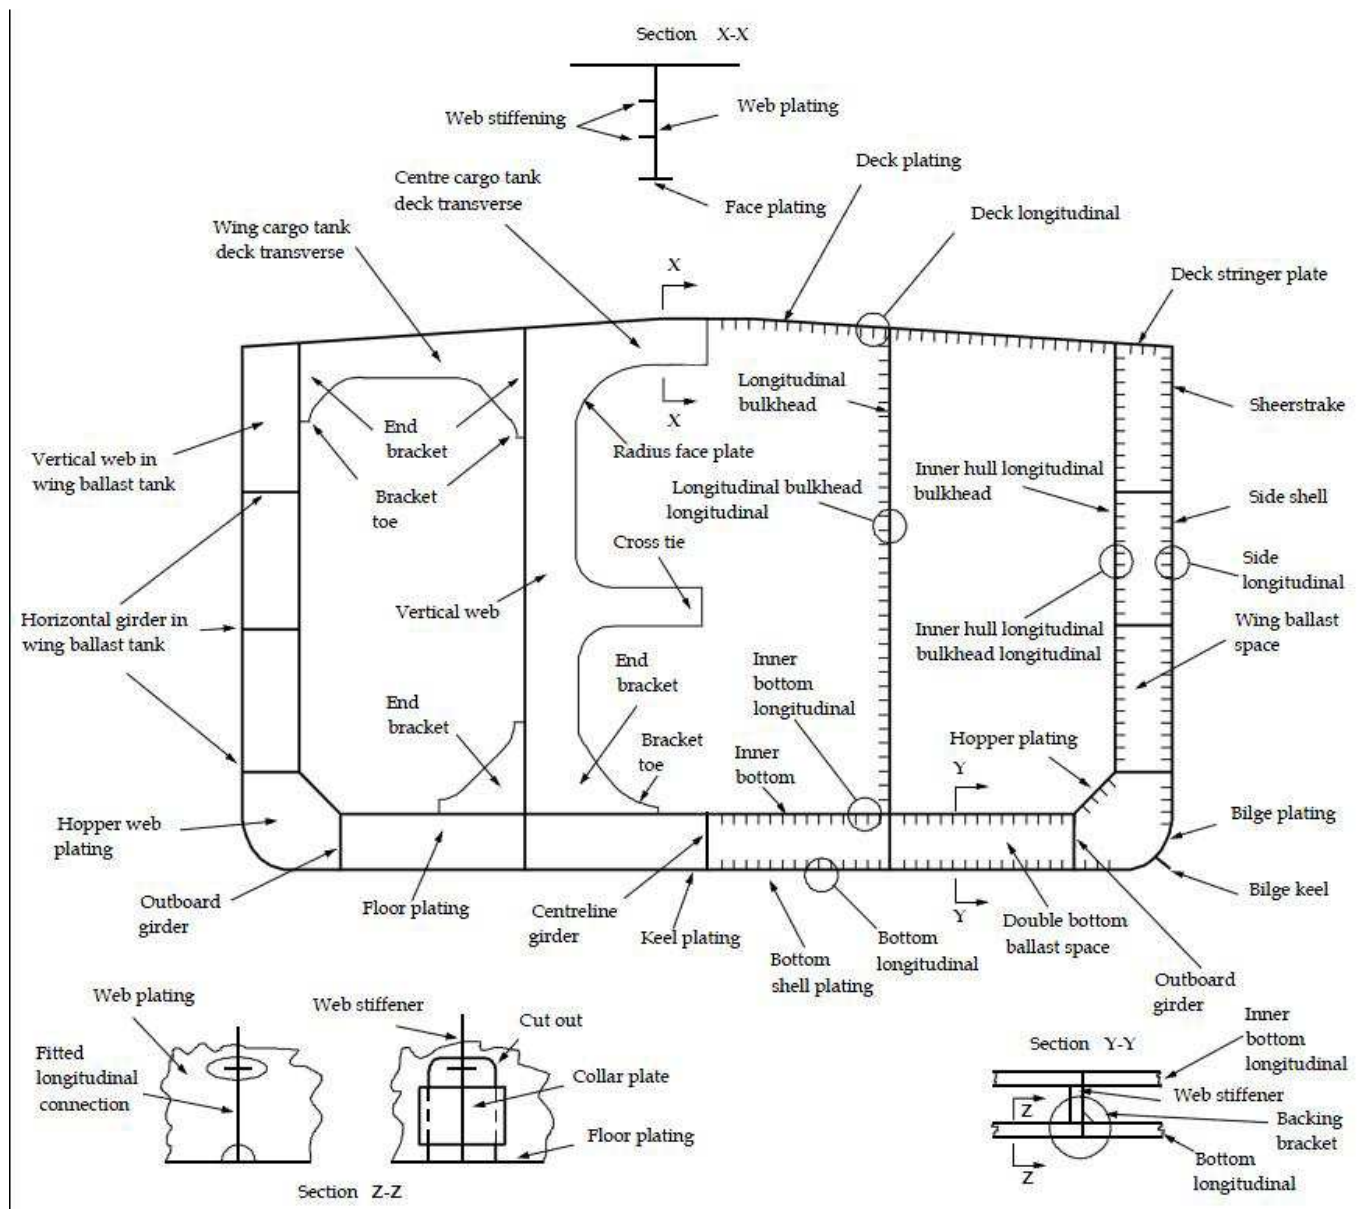 Section X-X
Web stiffening
Web plating
Face plating
Centre cargo tank
deck transverse
Wing cargo tank
deck transverse
Deck plating
Deck longitudinal
Deck stringer plate
X
X
Longitudinal
bulkhead
Sheerstrake
End
bracket
Radius face plate
Vertical web in
wing ballast tank
Bracket
toe
Longitudinal bulkhead
longitudinal
Inner hull longitudinal
bulkhead
Side shell
Cross tie
Side
longitudinal
Vertical web
Horizontal girder in
wing ballast tank
Inner hull longitudinal
bulkhead longitudinal
Wing ballast
space
End
bracket
End
bracket
Inner
bottom
longitudinal
Bracket
toe
Inner
bottom
Hopper plating
Y
Hopper web
plating
Bilge plating
Outboard
girder
Floor plating
Centreline
girder
Keel plating
Bottom
shell plating
Bottom
longitudinal
Y
Double bottom
ballast space
Bilge keel
Outboard
girder
Web plating
Fitted
longitudinal
connection
Web stiffener
Cut out
Collar plate
Floor plating
Section Z-Z
Section Y-Y
Inner
bottom
longitudinal
Web stiffener
Z
Backing
bracket
Z
Bottom
longitudinal